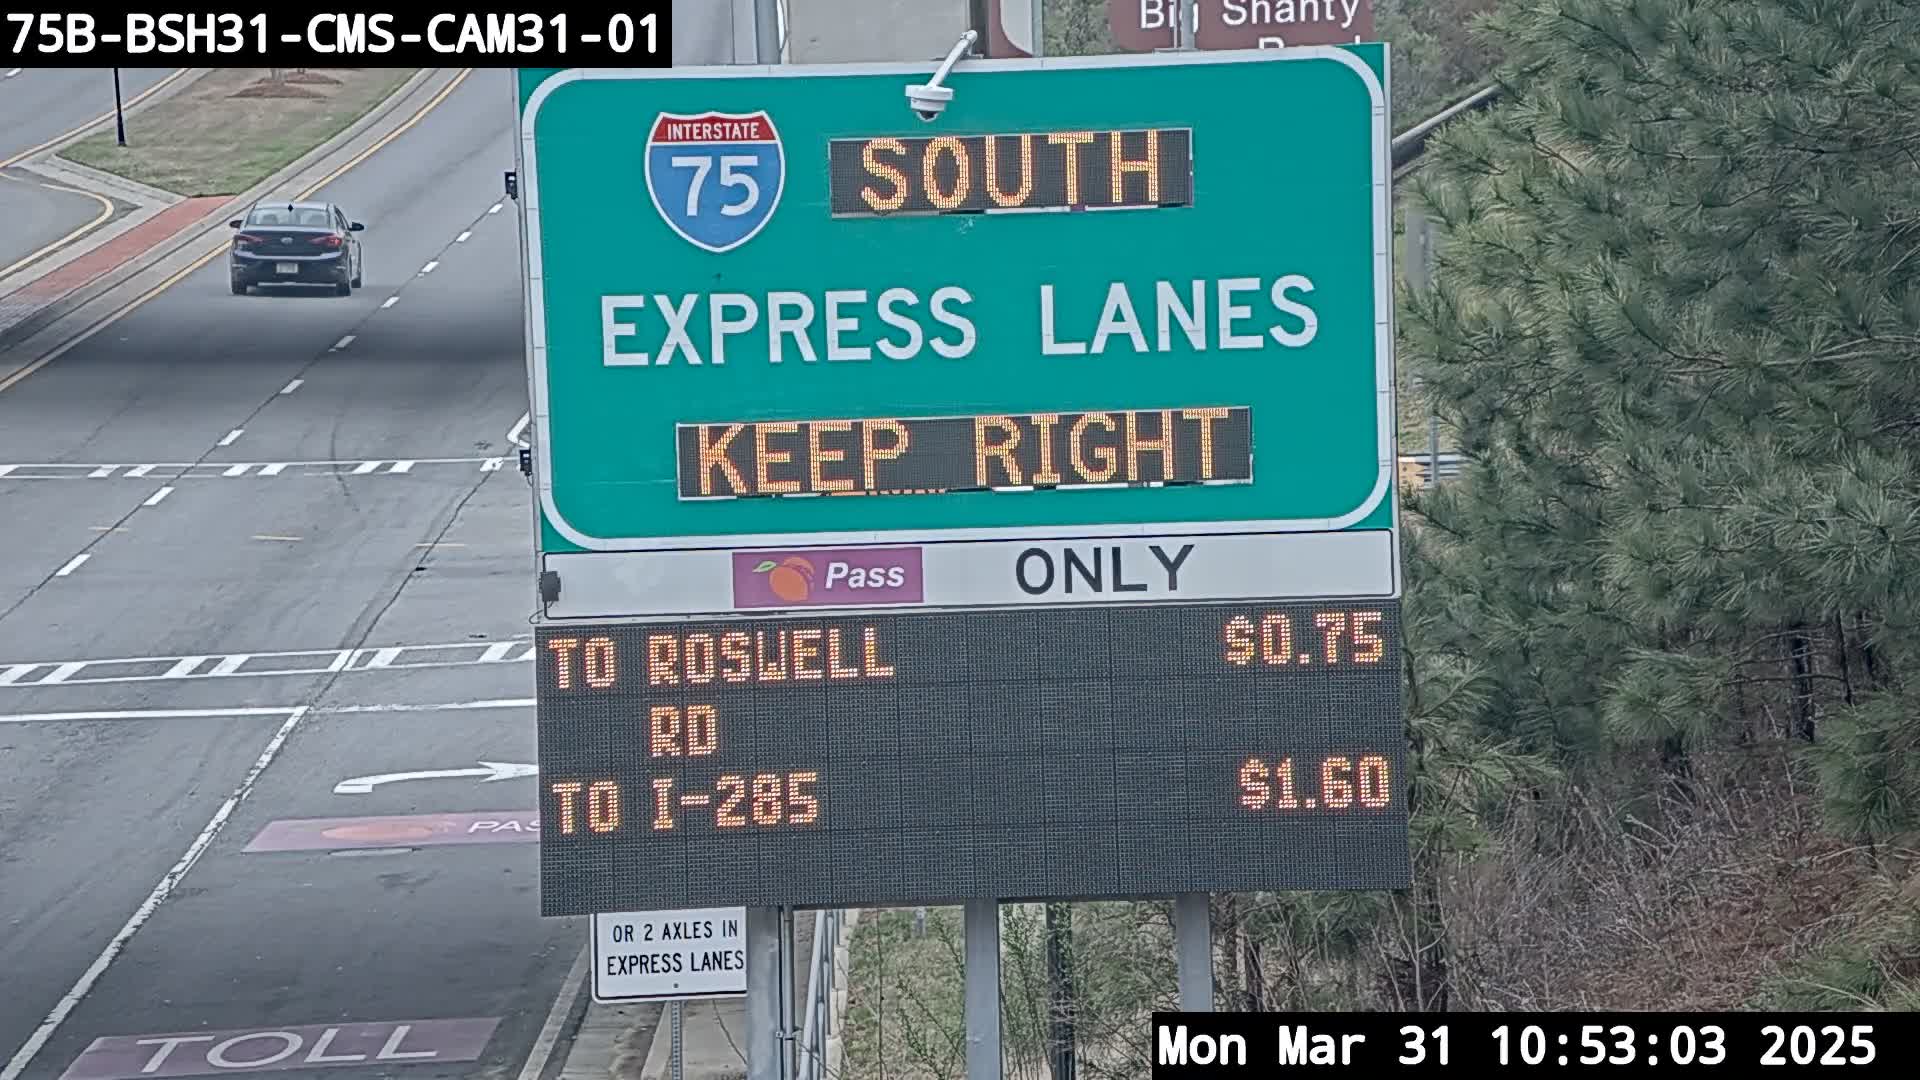 75B-BSH31-CMS-CAM31-01
Big Shanty
INTERSTATE
75
SOUTH
EXPRESS LANES
KEEP RIGHT
Pass ONLY
TO ROSWELL $0.75
RD
TO I-285 $1.60
OR 2 AXLES IN
EXPRESS LANES
TOLL
Mon Mar 31 10:53:03 2025